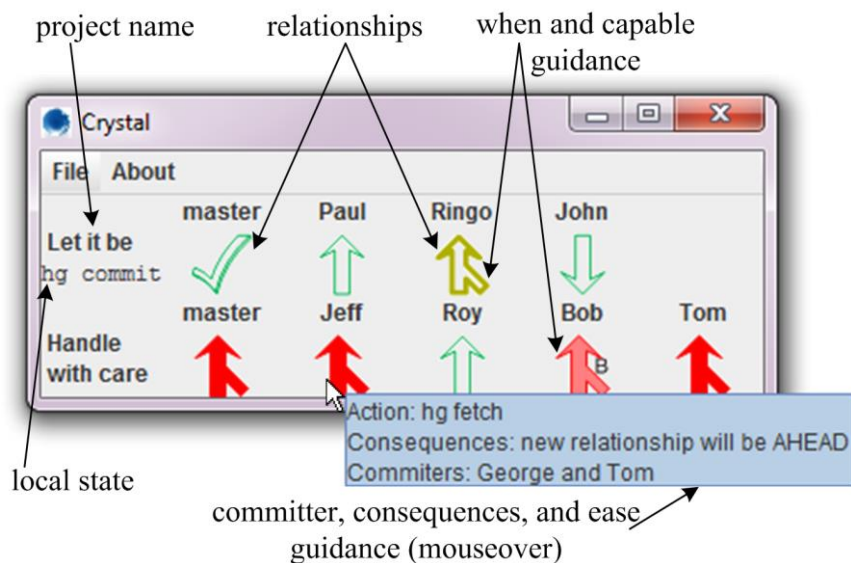 project name
relationships
when and capable
guidance
Crystal
File About
master Paul Ringo John
Let it be
hg commit
master Jeff Roy Bob Tom
Handle
with care
B
Action: hg fetch
Consequences: new relationship will be AHEAD
Commiters: George and Tom
local state
committer, consequences, and ease
guidance (mouseover)